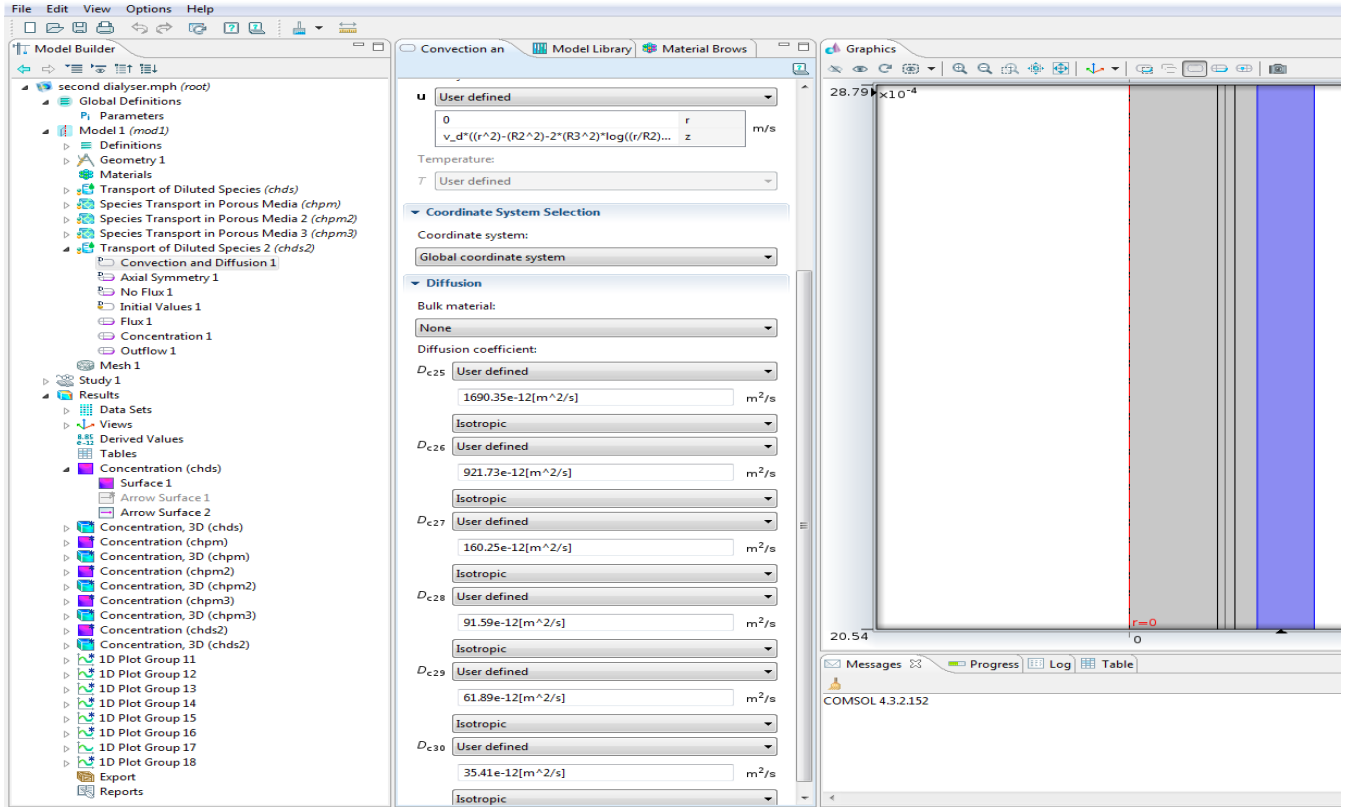 File Edit View Options Help
Model Builder
second dialyser.mph (root)
Global Definitions
Pi Parameters
Model 1 (mod1)
Definitions
Geometry 1
Materials
Transport of Diluted Species (chds)
Species Transport in Porous Media (chpm)
Species Transport in Porous Media 2 (chpm2)
Species Transport in Porous Media 3 (chpm3)
Transport of Diluted Species 2 (chds2)
Convection and Diffusion 1
Axial Symmetry 1
No Flux 1
Initial Values 1
Flux 1
Concentration 1
Outflow 1
Mesh 1
Study 1
Results
Data Sets
Views
8.85 e-12 Derived Values
Tables
Concentration (chds)
Surface 1
Arrow Surface 1
Arrow Surface 2
Concentration, 3D (chds)
Concentration (chpm)
Concentration, 3D (chpm)
Concentration (chpm2)
Concentration, 3D (chpm2)
Concentration (chpm3)
Concentration, 3D (chpm3)
Concentration (chds2)
Concentration, 3D (chds2)
1D Plot Group 11
1D Plot Group 12
1D Plot Group 13
1D Plot Group 14
1D Plot Group 15
1D Plot Group 16
1D Plot Group 17
1D Plot Group 18
Export
Reports
Convection an Model Library Material Brows
u User defined
0 r
v_d*((r^2)-(R2^2)-2*(R3^2)*log((r/R2)... z
m/s
Temperature:
T User defined
Coordinate System Selection
Coordinate system:
Global coordinate system
Diffusion
Bulk material:
None
Diffusion coefficient:
Dc25 User defined
1690.35e-12[m^2/s] m²/s
Isotropic
Dc26 User defined
921.73e-12[m^2/s] m²/s
Isotropic
Dc27 User defined
160.25e-12[m^2/s] m²/s
Isotropic
Dc28 User defined
91.59e-12[m^2/s] m²/s
Isotropic
Dc29 User defined
61.89e-12[m^2/s] m²/s
Isotropic
Dc30 User defined
35.41e-12[m^2/s] m²/s
Isotropic
Graphics
28.79 ×10⁻⁴
r=0
20.54
0
Messages Progress Log Table
COMSOL 4.3.2.152